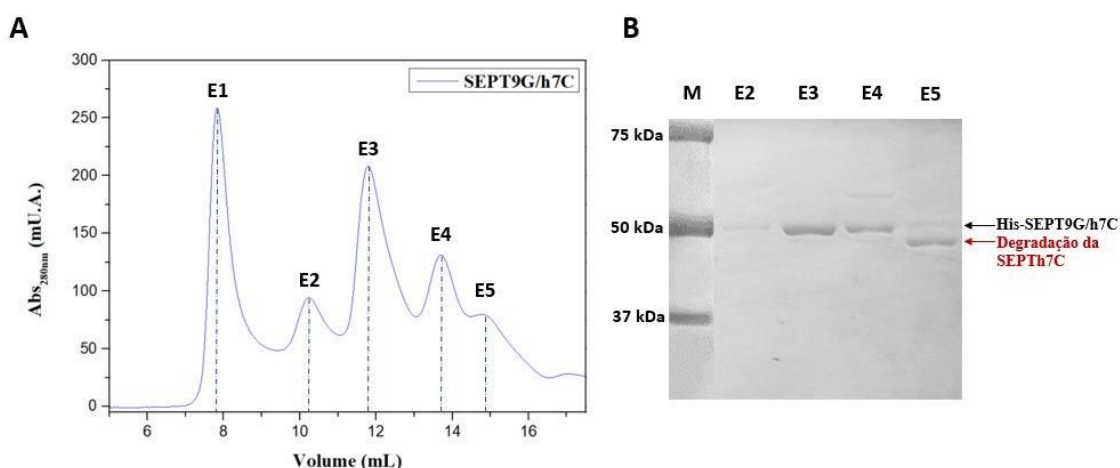 A
B
300
250
200
150
100
50
0
Abs280nm (mU.A.)
SEPT9G/h7C
E1
E2
E3
E4
E5
6
8
10
12
14
16
Volume (mL)
M
E2
E3
E4
E5
75 kDa
50 kDa
37 kDa
His-SEPT9G/h7C
Degradação da
SEPTh7C